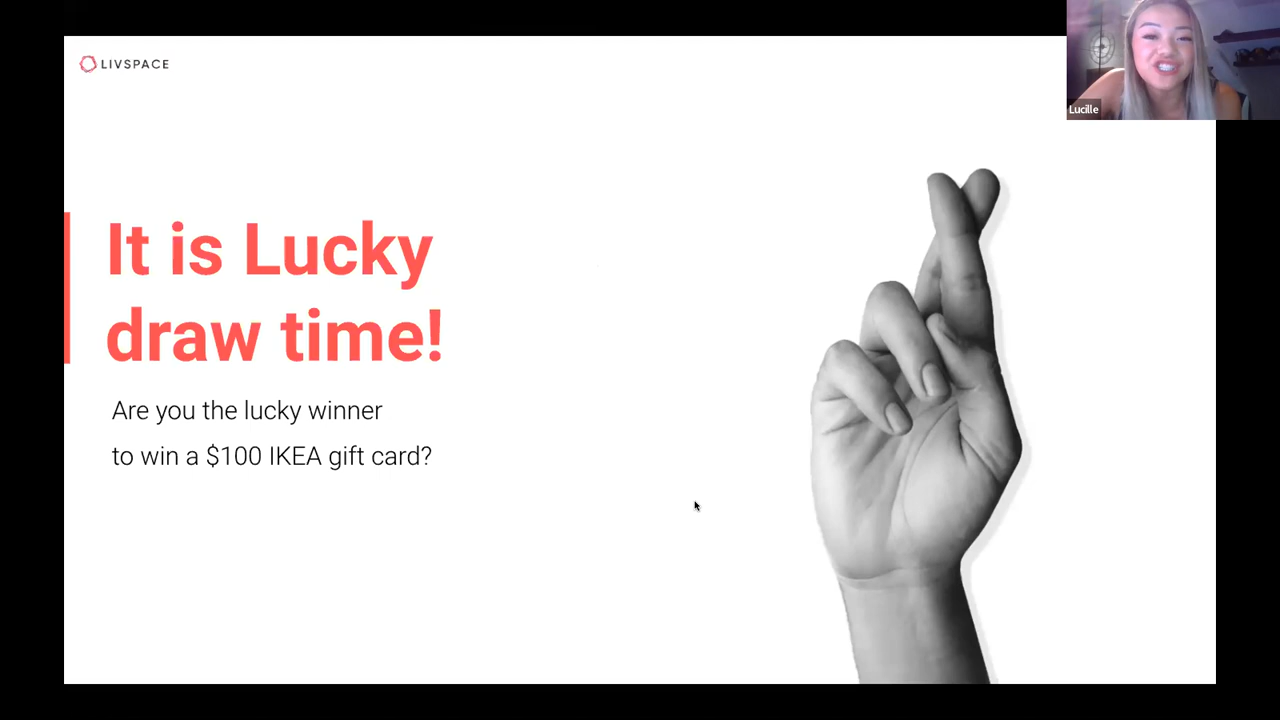 LIVSPACE
Lucille
It is Lucky
draw time!
Are you the lucky winner
to win a $100 IKEA gift card?